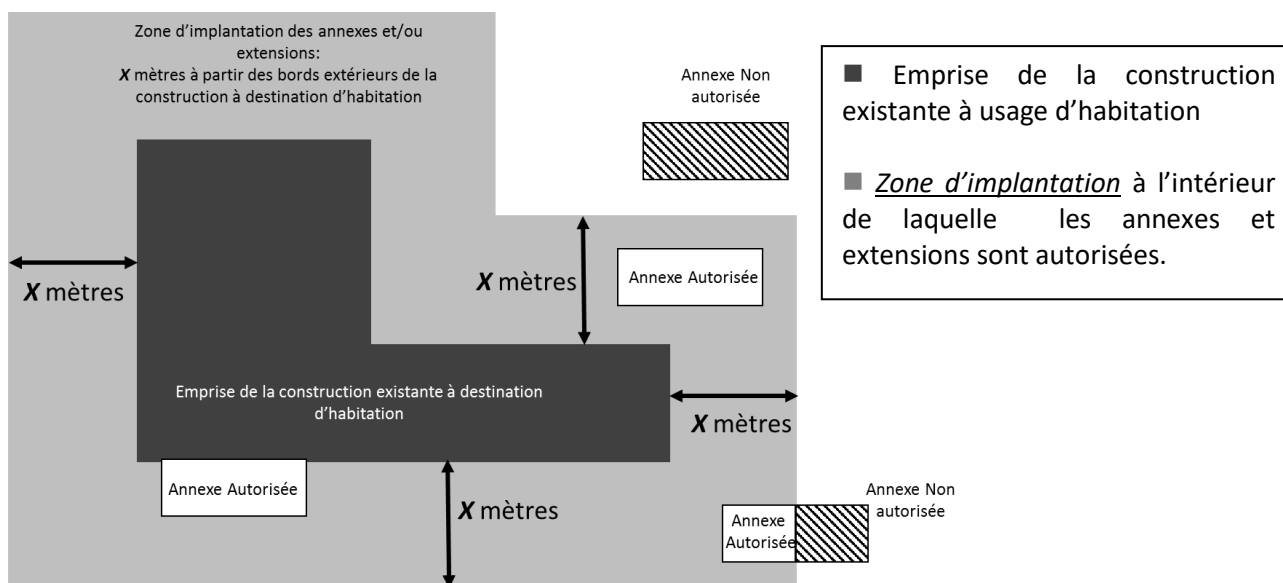 Zone d’implantation des annexes et/ou
extensions:
X mètres à partir des bords extérieurs de la
construction à destination d’habitation
Annexe Non
autorisée
■ Emprise de la construction
existante à usage d’habitation
■ Zone d’implantation à l’intérieur
de laquelle les annexes et
extensions sont autorisées.
X mètres
X mètres
Annexe Autorisée
Emprise de la construction existante à destination
d’habitation
X mètres
Annexe Autorisée
X mètres
Annexe
Autorisée
Annexe Non
autorisée